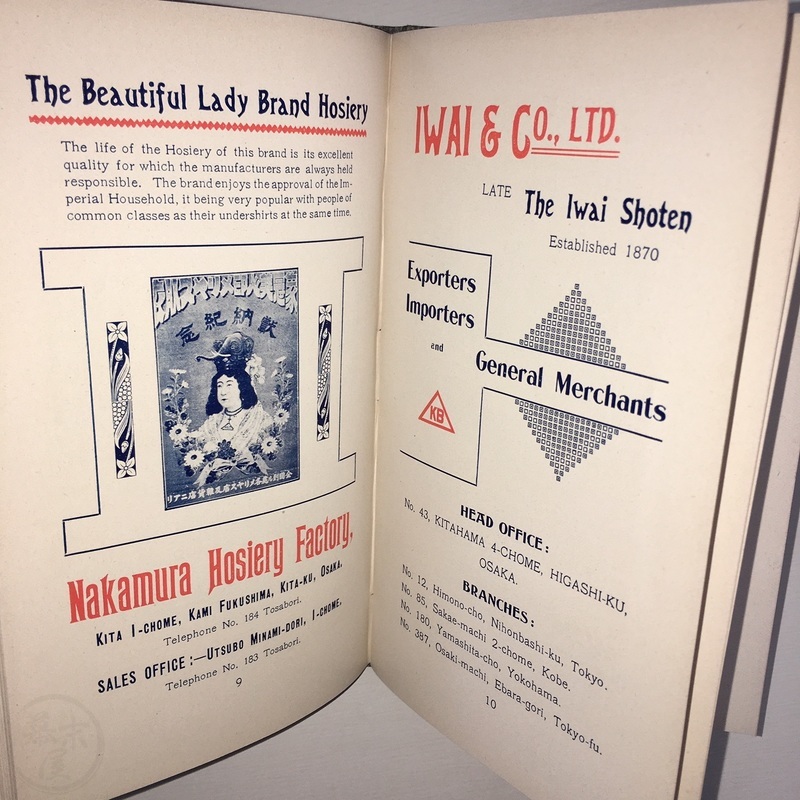 The Beautiful Lady Brand Hosiery
The life of the Hosiery of this brand is its excellent
quality for which the manufacturers are always held
responsible. The brand enjoys the approval of the Im-
perial Household, it being very popular with people of
common classes as their undershirts at the same time.
念紀納献
Nakamura Hosiery Factory,
KITA 1-CHOME, KAMI FUKUSHIMA, KITA-KU, OSAKA.
Telephone No. 184 Tosabori.
SALES OFFICE :—UTSUBO MINAMI-DORI, 1-CHOME.
Telephone No. 183 Tosabori.
9
IWAI & CO., LTD.
LATE The Iwai Shoten
Established 1870
Exporters
Importers
and
General Merchants
KB
HEAD OFFICE :
No. 43, KITAHAMA 4-CHOME, HIGASHI-KU,
OSAKA.
BRANCHES :
No. 12, Himono-cho, Nihonbashi-ku, Tokyo.
No. 85, Sakae-machi 2-chome, Kobe.
No. 180, Yamashita-cho, Yokohama.
No. 387, Osaki-machi, Ebara-gori, Tokyo-fu.
10